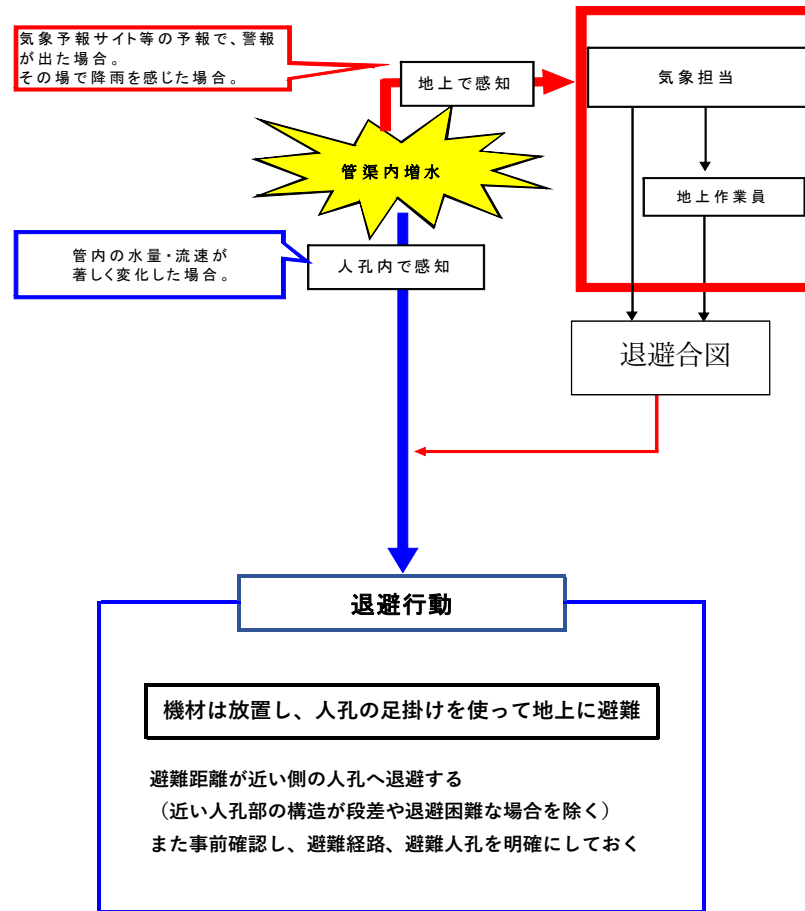 気象予報サイト等の予報で、警報
が出た場合。
その場で降雨を感じた場合。
地上で感知
気象担当
管渠内増水
地上作業員
管内の水量・流速が
著しく変化した場合。
人孔内で感知
退避合図
退避行動
機材は放置し、人孔の足掛けを使って地上に避難
避難距離が近い側の人孔へ退避する
（近い人孔部の構造が段差や退避困難な場合を除く）
また事前確認し、避難経路、避難人孔を明確にしておく